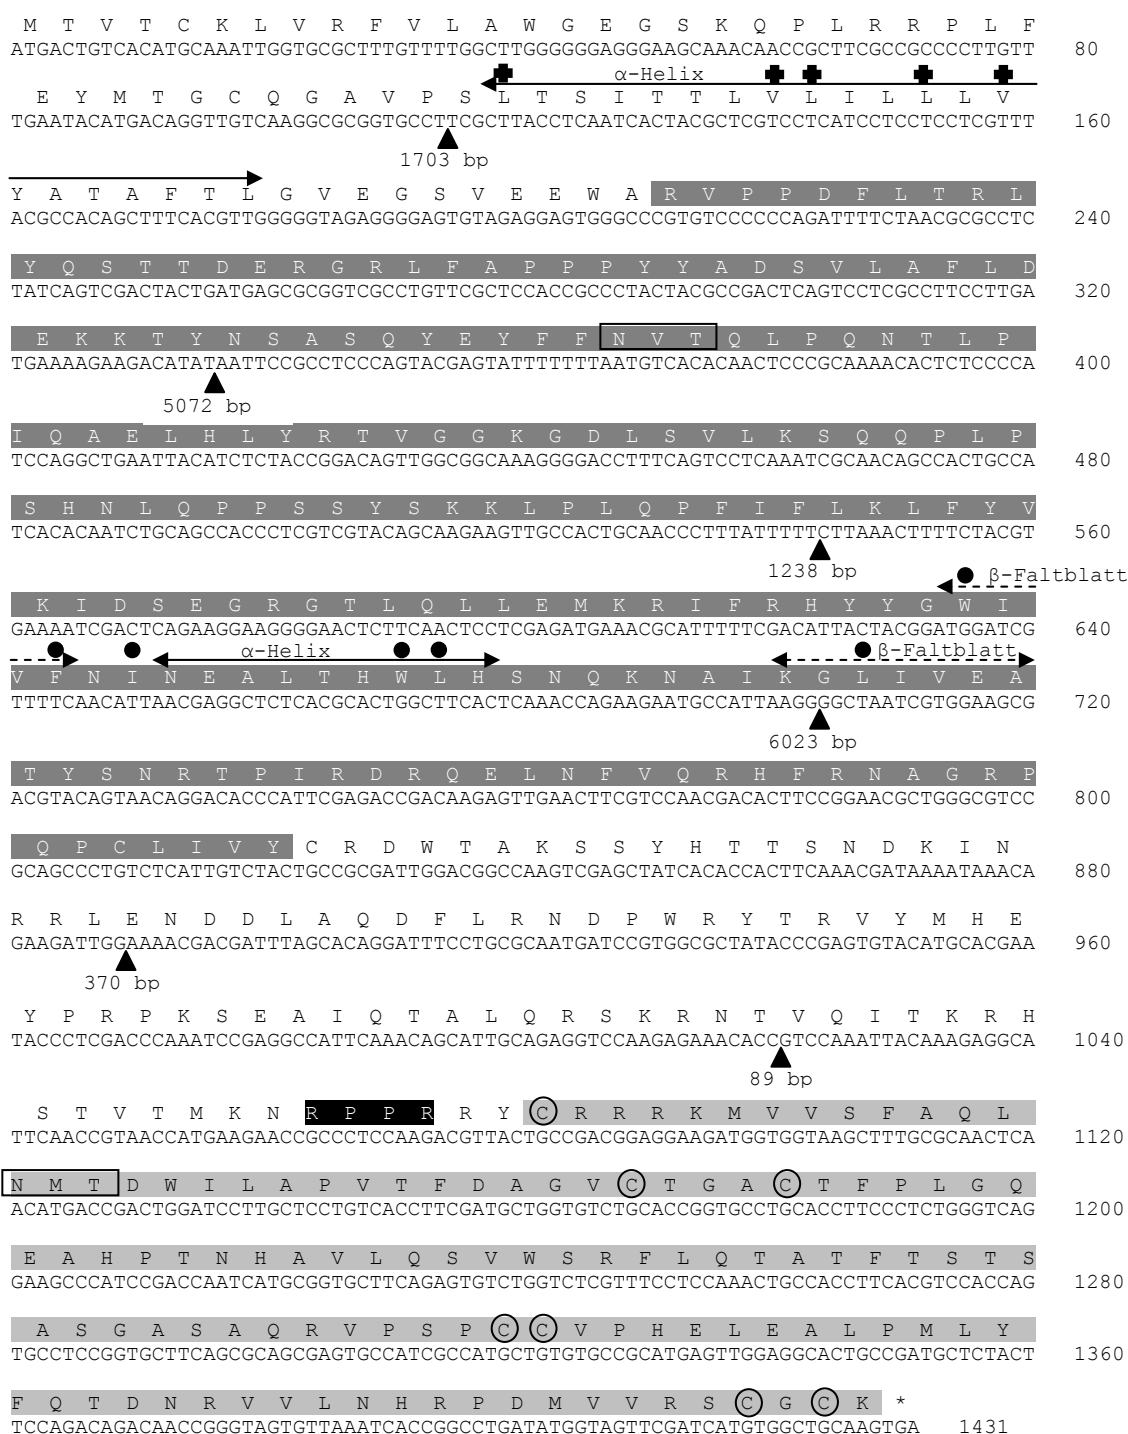 M T V T C K L V R F V L A W G E G S K Q P L R R P L F
ATGACTGTCACATGCAAATTGGTGCGCTTTGTTTTGGCTTGGGGGGAGGGAAGCAAACAACCGCTTCGCCGCCCCTTGTT 80
α-Helix
E Y M T G C Q G A V P S L T S I T T L V L I L L L V
TGAATACATGACAGGTTGTCAAGGCGCGGTGCCTTCGCTTACCTCAATCACTACGCTCGTCCTCATCCTCCTCCTCGTTT 160
1703 bp
Y A T A F T L G V E G S V E E W A R V P P D F L T R L
ACGCCACAGCTTTCACGTTGGGGGTAGAGGGGAGTGTAGAGGAGTGGGCCCGTGTCCCCCCAGATTTTCTAACGCGCCTC 240
Y Q S T T D E R G R L F A P P P Y Y A D S V L A F L D
TATCAGTCGACTACTGATGAGCGCGGTCGCCTGTTCGCTCCACCGCCCTACTACGCCGACTCAGTCCTCGCCTTCCTTGA 320
E K K T Y N S A S Q Y E Y F F N V T Q L P Q N T L P
TGAAAAGAAGACATATAATTCCGCCTCCCAGTACGAGTATTTTTTTAATGTCACACAACTCCCGCAAAACACTCTCCCCA 400
5072 bp
I Q A E L H L Y R T V G G K G D L S V L K S Q Q P L P
TCCAGGCTGAATTACATCTCTACCGGACAGTTGGCGGCAAAGGGGACCTTTCAGTCCTCAAATCGCAACAGCCACTGCCA 480
S H N L Q P P S S Y S K K L P L Q P F I F L K L F Y V
TCACACAATCTGCAGCCACCCTCGTCGTACAGCAAGAAGTTGCCACTGCAACCCTTTATTTTTCTTAAACTTTTCTACGT 560
1238 bp
β-Faltblatt
K I D S E G R G T L Q L L E M K R I F R H Y Y G W I
GAAAATCGACTCAGAAGGAAGGGGAACTCTTCAACTCCTCGAGATGAAACGCATTTTTCGACATTACTACGGATGGATCG 640
α-Helix β-Faltblatt
V F N I N E A L T H W L H S N Q K N A I K G L I V E A
TTTTCAACATTAACGAGGCTCTCACGCACTGGCTTCACTCAAACCAGAAGAATGCCATTAAGGGGCTAATCGTGGAAGCG 720
6023 bp
T Y S N R T P I R D R Q E L N F V Q R H F R N A G R P
ACGTACAGTAACAGGACACCCATTCGAGACCGACAAGAGTTGAACTTCGTCCAACGACACTTCCGGAACGCTGGGCGTCC 800
Q P C L I V Y C R D W T A K S S Y H T T S N D K I N
GCAGCCCTGTCTCATTGTCTACTGCCGCGATTGGACGGCCAAGTCGAGCTATCACACCACTTCAAACGATAAAATAAACA 880
R R L E N D D L A Q D F L R N D P W R Y T R V Y M H E
GAAGATTGGAAAACGACGATTTAGCACAGGATTTCCTGCGCAATGATCCGTGGCGCTATACCCGAGTGTACATGCACGAA 960
370 bp
Y P R P K S E A I Q T A L Q R S K R N T V Q I T K R H
TACCCTCGACCCAAATCCGAGGCCATTCAAACAGCATTGCAGAGGTCCAAGAGAAACACCGTCCAAATTACAAAGAGGCA 1040
89 bp
S T V T M K N R P P R R Y C R R R K M V V S F A Q L
TTCAACCGTAACCATGAAGAACCGCCCTCCAAGACGTTACTGCCGACGGAGGAAGATGGTGGTAAGCTTTGCGCAACTCA 1120
N M T D W I L A P V T F D A G V C T G A C T F P L G Q
ACATGACCGACTGGATCCTTGCTCCTGTCACCTTCGATGCTGGTGTCTGCACCGGTGCCTGCACCTTCCCTCTGGGTCAG 1200
E A H P T N H A V L Q S V W S R F L Q T A T F T S T S
GAAGCCCATCCGACCAATCATGCGGTGCTTCAGAGTGTCTGGTCTCGTTTCCTCCAAACTGCCACCTTCACGTCCACCAG 1280
A S G A S A Q R V P S P C C V P H E L E A L P M L Y
TGCCTCCGGTGCTTCAGCGCAGCGAGTGCCATCGCCATGCTGTGTGCCGCATGAGTTGGAGGCACTGCCGATGCTCTACT 1360
F Q T D N R V V L N H R P D M V V R S C G C K *
TCCAGACAGACAACCGGGTAGTGTTAAATCACCGGCCTGATATGGTAGTTCGATCATGTGGCTGCAAGTGA 1431